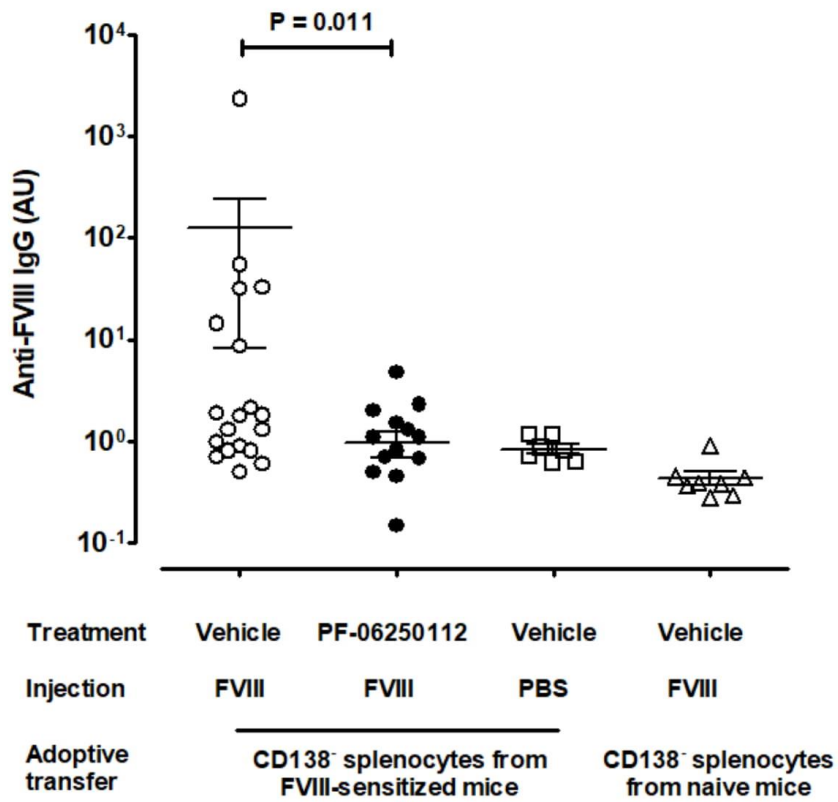 P = 0.011
10⁴
10³
10²
10¹
10⁰
10⁻¹
Anti-FVIII IgG (AU)
Treatment Vehicle PF-06250112 Vehicle Vehicle
Injection FVIII FVIII PBS FVIII
Adoptive transfer
CD138⁻ splenocytes from
FVIII-sensitized mice
CD138⁻ splenocytes
from naive mice